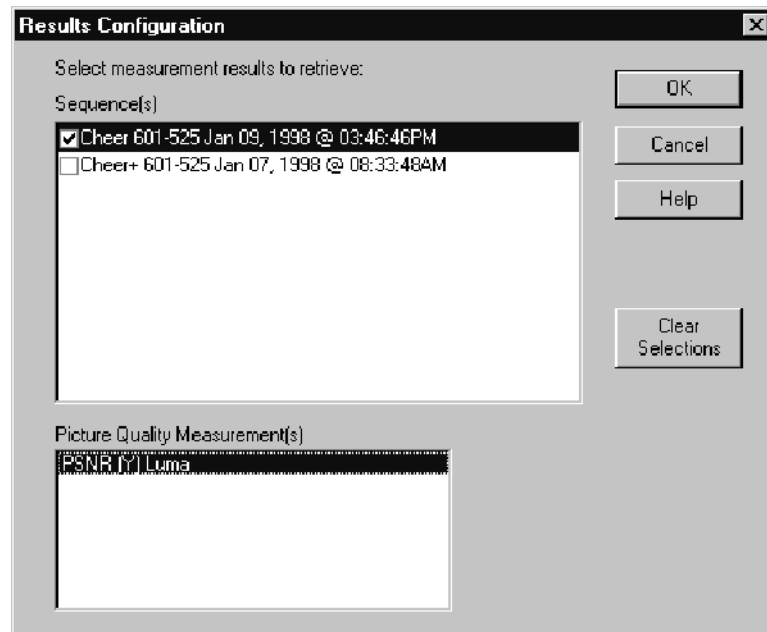 Results Configuration
Select measurement results to retrieve:
Sequence(s)
Cheer 601-525 Jan 09, 1998 @ 03:46:46PM
Cheer+ 601-525 Jan 07, 1998 @ 08:33:48AM
OK
Cancel
Help
Clear
Selections
Picture Quality Measurement(s)
PSNR (Y) Luma